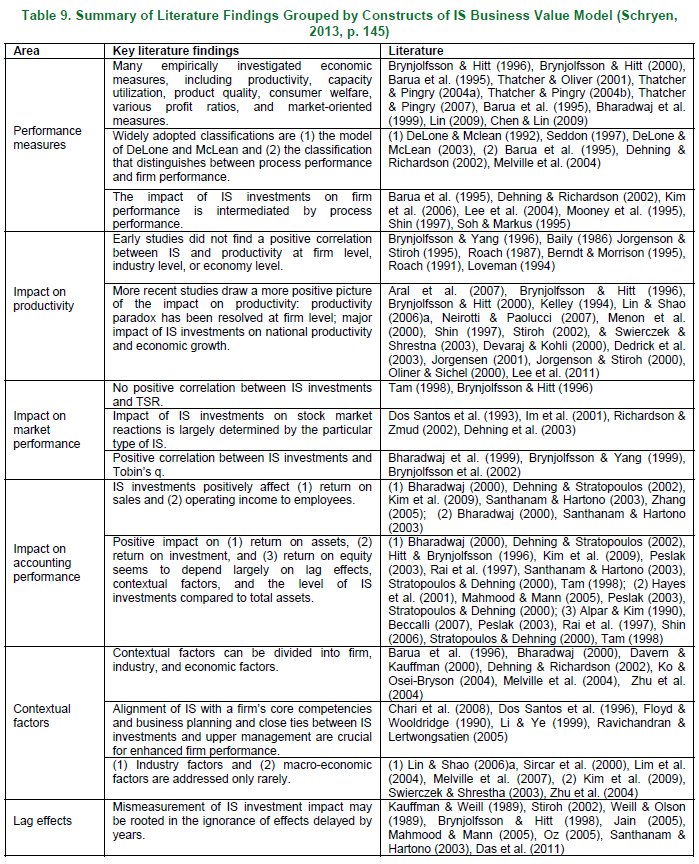 Table 9. Summary of Literature Findings Grouped by Constructs of IS Business Value Model (Schryen,
2013, p. 145)
Area
Key literature findings
Literature
Performance
measures
Many empirically investigated economic
measures, including productivity, capacity
utilization, product quality, consumer welfare,
various profit ratios, and market-oriented
measures.
Brynjolfsson & Hitt (1996), Brynjolfsson & Hitt (2000),
Barua et al. (1995), Thatcher & Oliver (2001), Thatcher
& Pingry (2004a), Thatcher & Pingry (2004b), Thatcher
& Pingry (2007), Barua et al. (1995), Bharadwaj et al.
(1999), Lin (2009), Chen & Lin (2009)
Widely adopted classifications are (1) the model
of DeLone and McLean and (2) the classification
that distinguishes between process performance
and firm performance.
(1) DeLone & Mclean (1992), Seddon (1997), DeLone &
McLean (2003), (2) Barua et al. (1995), Dehning &
Richardson (2002), Melville et al. (2004)
The impact of IS investments on firm
performance is intermediated by process
performance.
Barua et al. (1995), Dehning & Richardson (2002), Kim
et al. (2006), Lee et al. (2004), Mooney et al. (1995),
Shin (1997), Soh & Markus (1995)
Impact on
productivity
Early studies did not find a positive correlation
between IS and productivity at firm level,
industry level, or economy level.
Brynjolfsson & Yang (1996), Baily (1986) Jorgenson &
Stiroh (1995), Roach (1987), Berndt & Morrison (1995),
Roach (1991), Loveman (1994)
More recent studies draw a more positive picture
of the impact on productivity: productivity
paradox has been resolved at firm level; major
impact of IS investments on national productivity
and economic growth.
Aral et al. (2007), Brynjolfsson & Hitt (1996),
Brynjolfsson & Hitt (2000), Kelley (1994), Lin & Shao
(2006)a, Neirotti & Paolucci (2007), Menon et al.
(2000), Shin (1997), Stiroh (2002), & Swierczek &
Shrestna (2003), Devaraj & Kohli (2000), Dedrick et al.
(2003), Jorgensen (2001), Jorgenson & Stiroh (2000),
Oliner & Sichel (2000), Lee et al. (2011)
Impact on
market
performance
No positive correlation between IS investments
and TSR.
Tam (1998), Brynjolfsson & Hitt (1996)
Impact of IS investments on stock market
reactions is largely determined by the particular
type of IS.
Dos Santos et al. (1993), Im et al. (2001), Richardson &
Zmud (2002), Dehning et al. (2003)
Positive correlation between IS investments and
Tobin's q.
Bharadwaj et al. (1999), Brynjolfsson & Yang (1999),
Brynjolfsson et al. (2002)
Impact on
accounting
performance
IS investments positively affect (1) return on
sales and (2) operating income to employees.
(1) Bharadwaj (2000), Dehning & Stratopoulos (2002),
Kim et al. (2009), Santhanam & Hartono (2003), Zhang
(2005); (2) Bharadwaj (2000), Santhanam & Hartono
(2003)
Positive impact on (1) return on assets, (2)
return on investment, and (3) return on equity
seems to depend largely on lag effects,
contextual factors, and the level of IS
investments compared to total assets.
(1) Bharadwaj (2000), Dehning & Stratopoulos (2002),
Hitt & Brynjolfsson (1996), Kim et al. (2009), Peslak
(2003), Rai et al. (1997), Santhanam & Hartono (2003),
Stratopoulos & Dehning (2000), Tam (1998); (2) Hayes
et al. (2001), Mahmood & Mann (2005), Peslak (2003),
Stratopoulos & Dehning (2000); (3) Alpar & Kim (1990),
Beccalli (2007), Peslak (2003), Rai et al. (1997), Shin
(2006), Stratopoulos & Dehning (2000), Tam (1998)
Contextual
factors
Contextual factors can be divided into firm,
industry, and economic factors.
Barua et al. (1996), Bharadwaj (2000), Davern &
Kauffman (2000), Dehning & Richardson (2002), Ko &
Osei-Bryson (2004), Melville et al. (2004), Zhu et al.
(2004)
Alignment of IS with a firm's core competencies
and business planning and close ties between IS
investments and upper management are crucial
for enhanced firm performance.
Chari et al. (2008), Dos Santos et al. (1996), Floyd &
Wooldridge (1990), Li & Ye (1999), Ravichandran &
Lertwongsatien (2005)
(1) Industry factors and (2) macro-economic
factors are addressed only rarely.
(1) Lin & Shao (2006)a, Sircar et al. (2000), Lim et al.
(2004), Melville et al. (2007), (2) Kim et al. (2009),
Swierczek & Shrestha (2003), Zhu et al. (2004)
Lag effects
Mismeasurement of IS investment impact may
be rooted in the ignorance of effects delayed by
years.
Kauffman & Weill (1989), Stiroh (2002), Weill & Olson
(1989), Brynjolfsson & Hitt (1998), Jain (2005),
Mahmood & Mann (2005), Oz (2005), Santhanam &
Hartono (2003), Das et al. (2011)